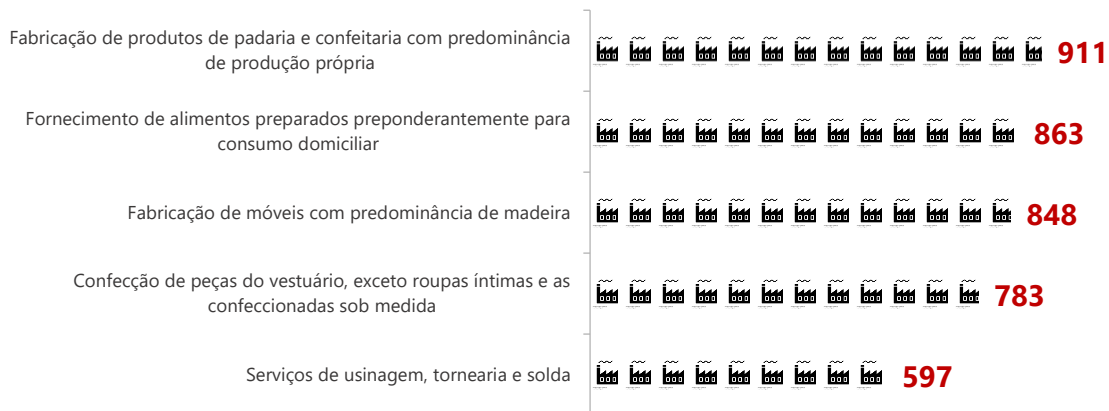 Fabricação de produtos de padaria e confeitaria com predominância
de produção própria
911
Fornecimento de alimentos preparados preponderantemente para
consumo domiciliar
863
Fabricação de móveis com predominância de madeira
848
Confecção de peças do vestuário, exceto roupas íntimas e as
confeccionadas sob medida
783
Serviços de usinagem, tornearia e solda
597